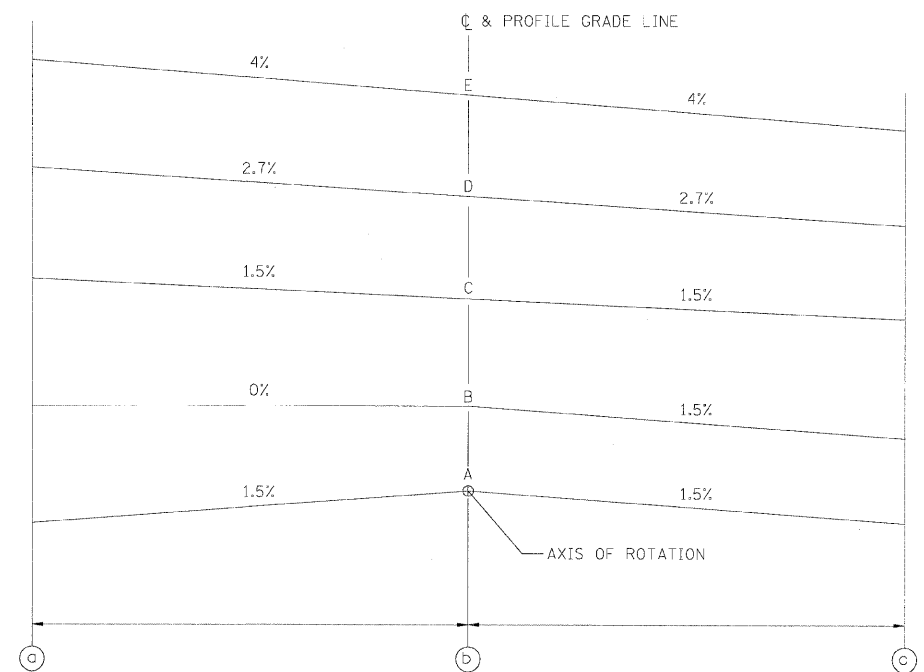 ℄ & PROFILE GRADE LINE
4%
E
4%
2.7%
D
2.7%
1.5%
C
1.5%
0%
B
1.5%
A
1.5%
1.5%
AXIS OF ROTATION
a
b
c